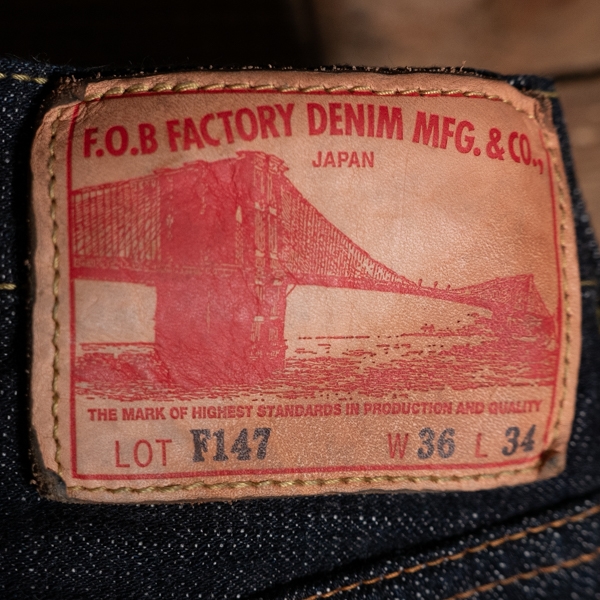 F.O.B FACTORY DENIM MFG. & CO.,
JAPAN
THE MARK OF HIGHEST STANDARDS IN PRODUCTION AND QUALITY
LOT F147 W 36 L 34